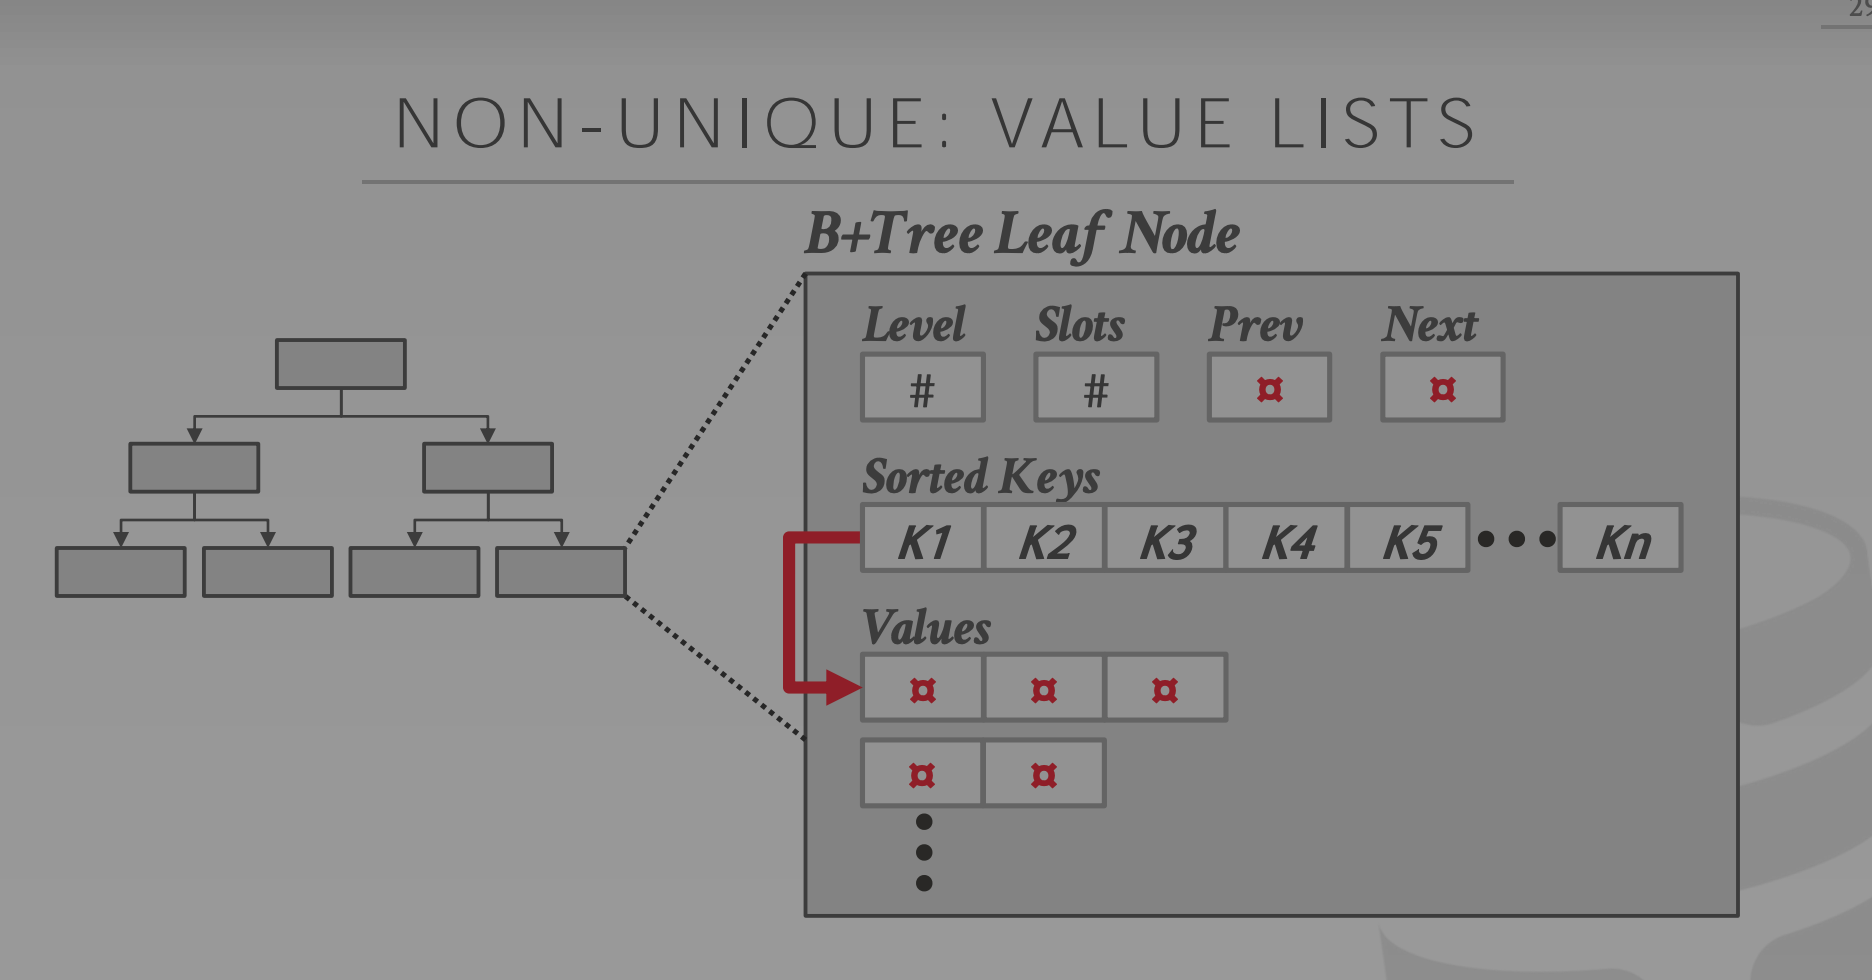 29
NON-UNIQUE: VALUE LISTS
B+Tree Leaf Node
Level Slots Prev Next
# # ¤ ¤
Sorted Keys
K1 K2 K3 K4 K5 ••• Kn
Values
¤ ¤ ¤
¤ ¤